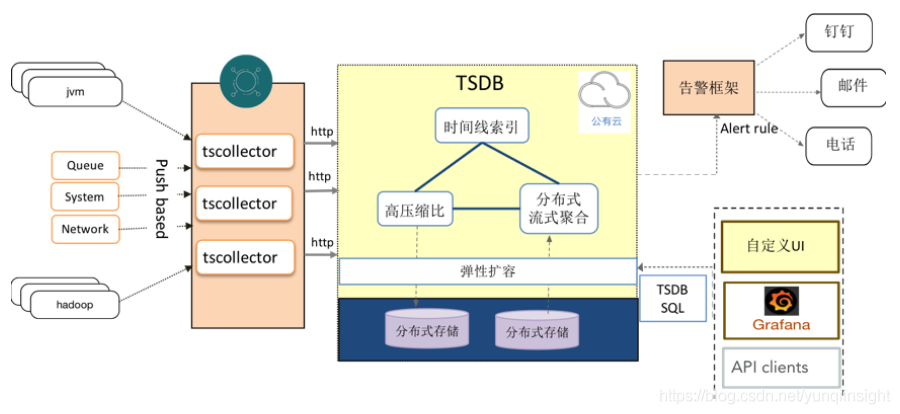 jvm
Queue
System
Network
hadoop
Push based
tscollector
tscollector
tscollector
http
http
http
TSDB
公有云
时间线索引
高压缩比
分布式
流式聚合
弹性扩容
分布式存储
分布式存储
告警框架
Alert rule
钉钉
邮件
电话
TSDB
SQL
自定义UI
Grafana
API clients
https://blog.csdn.net/yunqiinsight